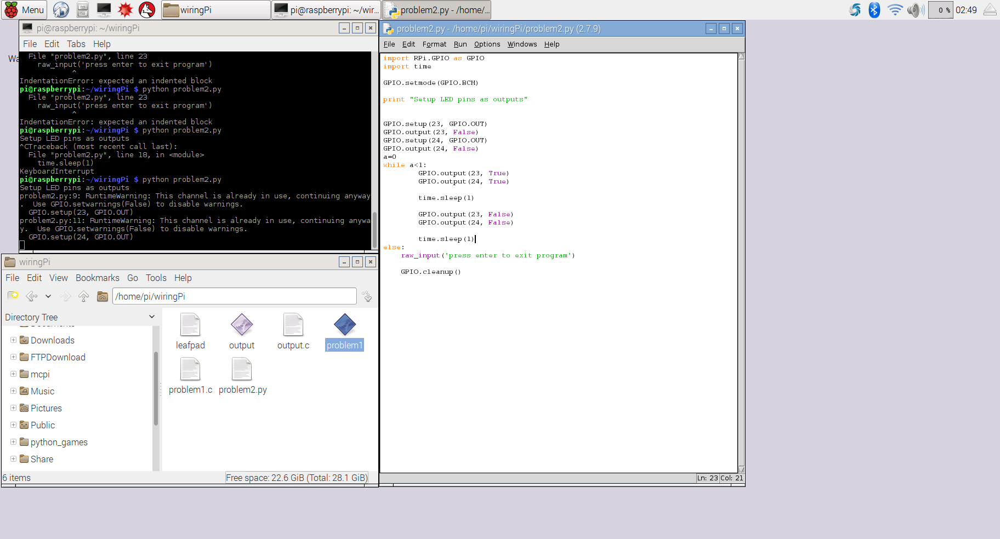 Menu
wiringPi
pi@raspberrypi: ~/wir...
problem2.py - /home/...
0 %
02:49
Wa
pi@raspberrypi: ~/wiringPi
File Edit Tabs Help
  File "problem2.py", line 23
    raw_input('press enter to exit program')
            ^
IndentationError: expected an indented block
pi@raspberrypi:~/wiringPi $ python problem2.py
  File "problem2.py", line 23
    raw_input('press enter to exit program')
            ^
IndentationError: expected an indented block
pi@raspberrypi:~/wiringPi $ python problem2.py
Setup LED pins as outputs
^CTraceback (most recent call last):
  File "problem2.py", line 18, in <module>
    time.sleep(1)
KeyboardInterrupt
pi@raspberrypi:~/wiringPi $ python problem2.py
Setup LED pins as outputs
problem2.py:9: RuntimeWarning: This channel is already in use, continuing anyway
.  Use GPIO.setwarnings(False) to disable warnings.
  GPIO.setup(23, GPIO.OUT)
problem2.py:11: RuntimeWarning: This channel is already in use, continuing anywa
y.  Use GPIO.setwarnings(False) to disable warnings.
  GPIO.setup(24, GPIO.OUT)
wiringPi
File Edit View Bookmarks Go Tools Help
/home/pi/wiringPi
Directory Tree
Documents
Downloads
FTPDownload
mcpi
Music
Pictures
Public
python_games
Share
leafpad
output
output.c
problem1
problem1.c
problem2.py
6 items
Free space: 22.6 GiB (Total: 28.1 GiB)
problem2.py - /home/pi/wiringPi/problem2.py (2.7.9)
File Edit Format Run Options Windows Help
import RPi.GPIO as GPIO
import time
GPIO.setmode(GPIO.BCM)
print "Setup LED pins as outputs"
GPIO.setup(23, GPIO.OUT)
GPIO.output(23, False)
GPIO.setup(24, GPIO.OUT)
GPIO.output(24, False)
a=0
while a<1:
        GPIO.output(23, True)
        GPIO.output(24, True)
        time.sleep(1)
        GPIO.output(23, False)
        GPIO.output(24, False)
        time.sleep(1)
else:
    raw_input('press enter to exit program')
    GPIO.cleanup()
Ln: 23 Col: 21